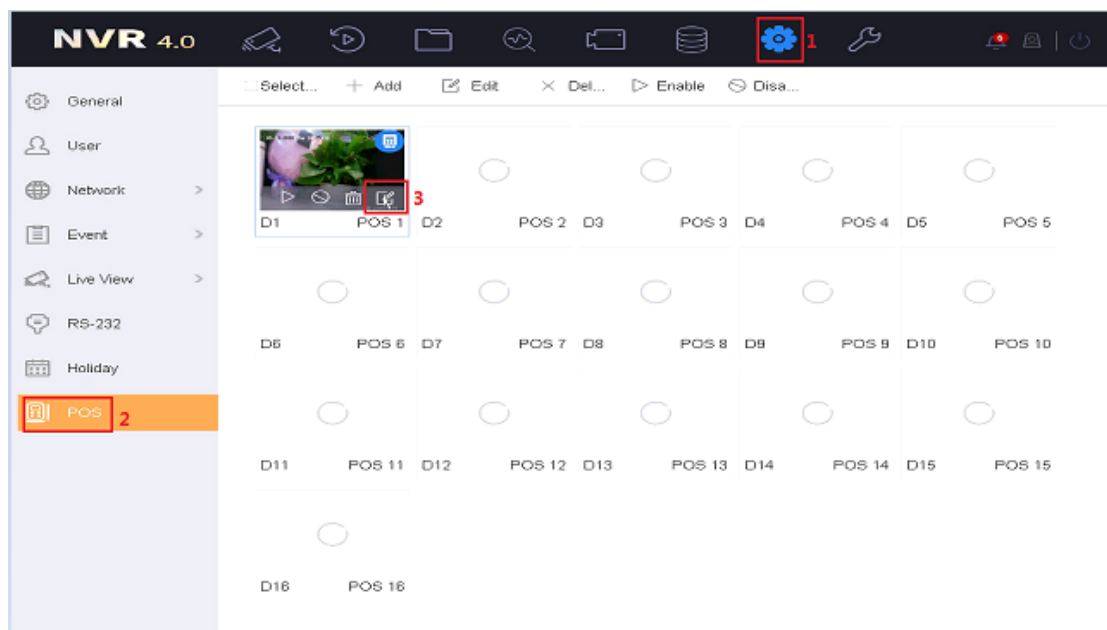 NVR 4.0
1
Select...
Add
Edit
Del...
Enable
Disa...
General
User
Network
Event
Live View
RS-232
Holiday
POS
2
3
D1 POS 1
D2 POS 2
D3 POS 3
D4 POS 4
D5 POS 5
D6 POS 6
D7 POS 7
D8 POS 8
D9 POS 9
D10 POS 10
D11 POS 11
D12 POS 12
D13 POS 13
D14 POS 14
D15 POS 15
D16 POS 16